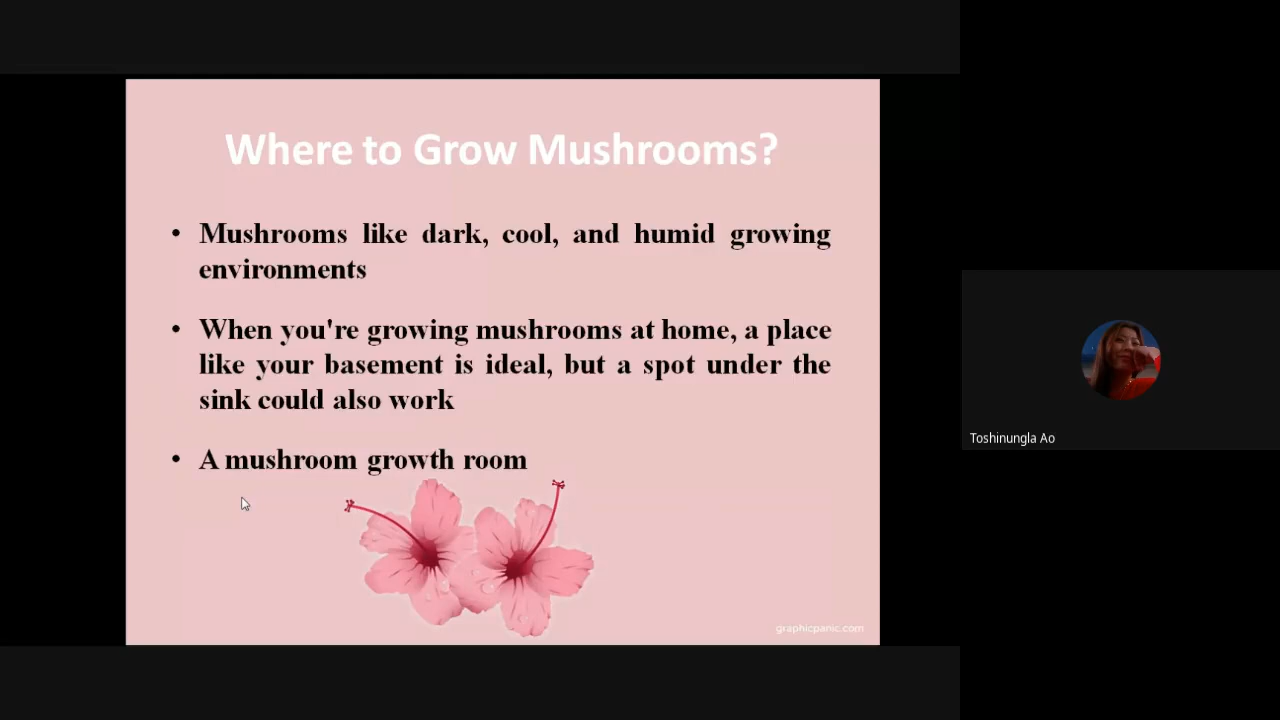 Where to Grow Mushrooms?
• Mushrooms like dark, cool, and humid growing
environments
• When you're growing mushrooms at home, a place
like your basement is ideal, but a spot under the
sink could also work
• A mushroom growth room
graphicpanic.com
Toshinungla Ao